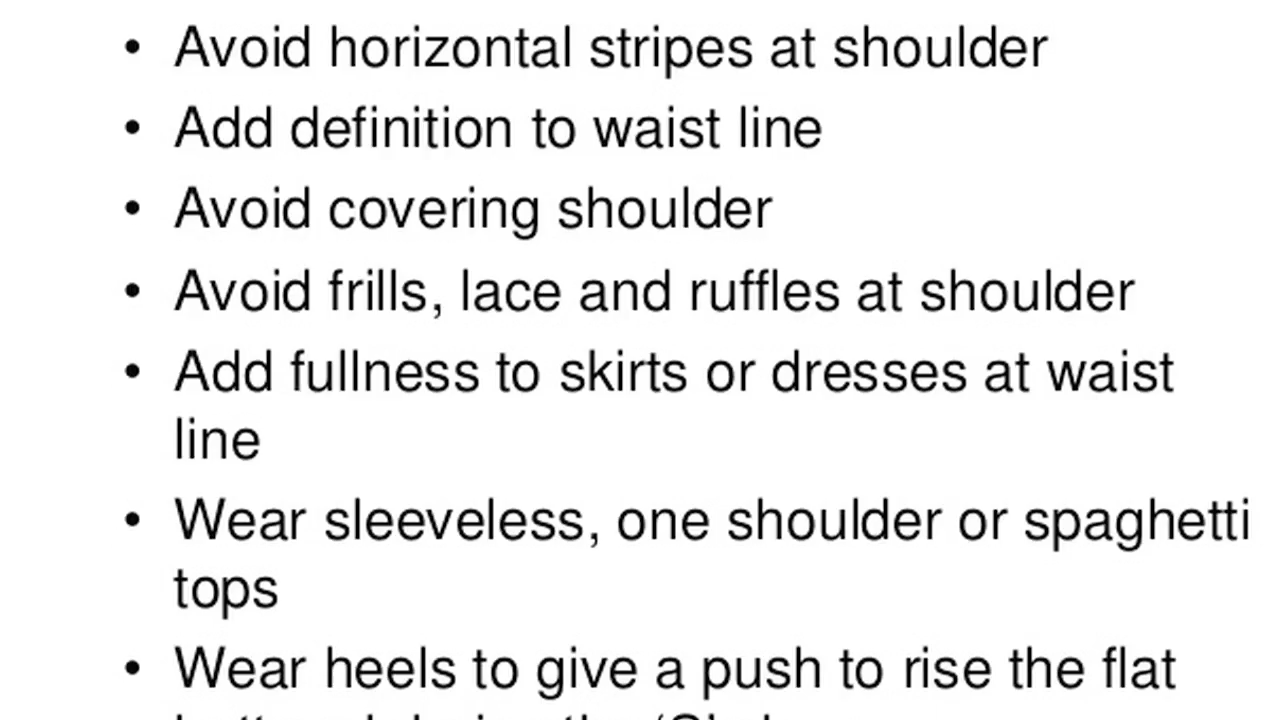 • Avoid horizontal stripes at shoulder
• Add definition to waist line
• Avoid covering shoulder
• Avoid frills, lace and ruffles at shoulder
• Add fullness to skirts or dresses at waist
line
• Wear sleeveless, one shoulder or spaghetti
tops
• Wear heels to give a push to rise the flat